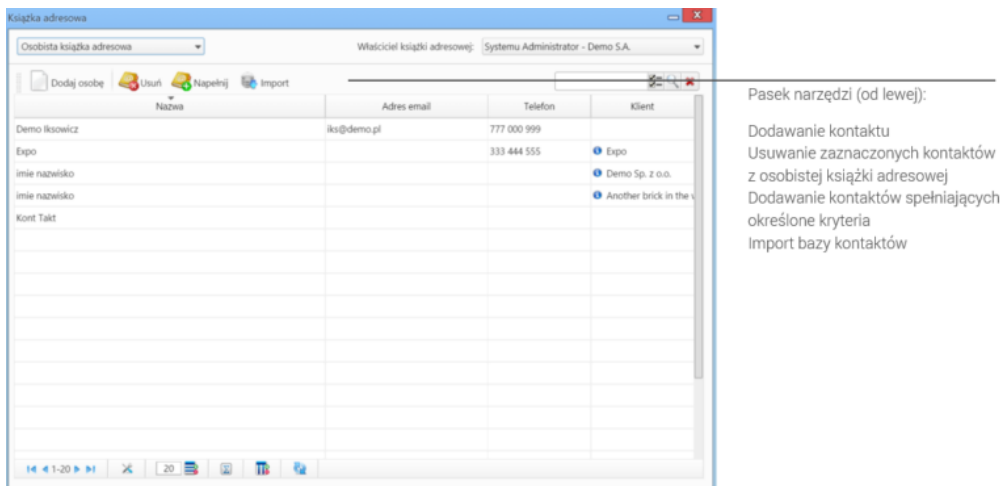 Książka adresowa
Osobista książka adresowa
Właściciel książki adresowej: Systemu Administrator - Demo S.A.
Dodaj osobę Usuń Napełnij Import
Nazwa Adres email Telefon Klient
Demo Iksowicz iks@demo.pl 777 000 999
Expo 333 444 555 Expo
imie nazwisko Demo Sp. z o.o.
imie nazwisko Another brick in the
Kont Takt
1-20 20
Pasek narzędzi (od lewej):
Dodawanie kontaktu
Usuwanie zaznaczonych kontaktów
z osobistej książki adresowej
Dodawanie kontaktów spełniających
określone kryteria
Import bazy kontaktów